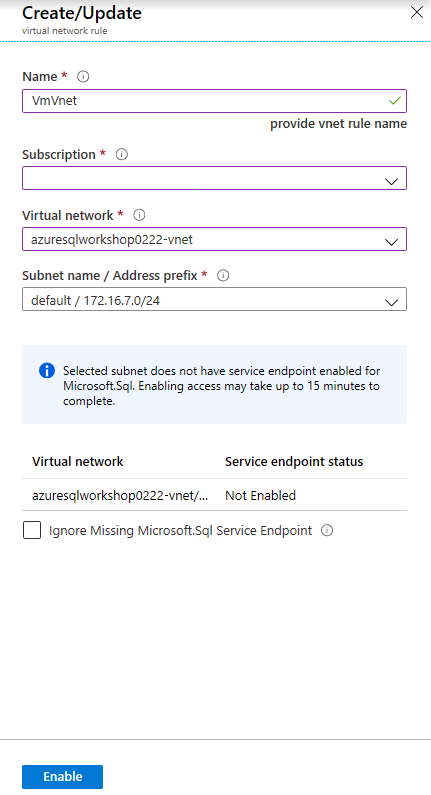 Create/Update
virtual network rule
Name *
VmVnet
provide vnet rule name
Subscription *
Virtual network *
azuresqlworkshop0222-vnet
Subnet name / Address prefix *
default / 172.16.7.0/24
Selected subnet does not have service endpoint enabled for
Microsoft.Sql. Enabling access may take up to 15 minutes to
complete.
Virtual network Service endpoint status
azuresqlworkshop0222-vnet/... Not Enabled
Ignore Missing Microsoft.Sql Service Endpoint
Enable